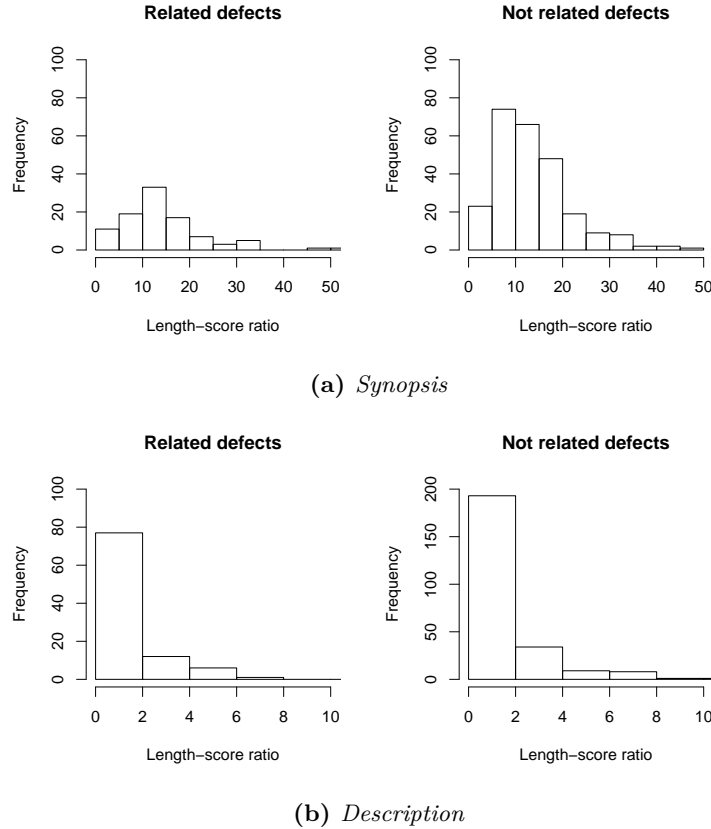 Related defects
Not related defects
Frequency
0 20 40 60 80 100
0 10 20 30 40 50
Length−score ratio
Frequency
0 20 40 60 80 100
0 10 20 30 40 50
Length−score ratio
(a) Synopsis
Related defects
Not related defects
Frequency
0 20 40 60 80 100
0 2 4 6 8 10
Length−score ratio
Frequency
0 50 100 150 200
0 2 4 6 8 10
Length−score ratio
(b) Description